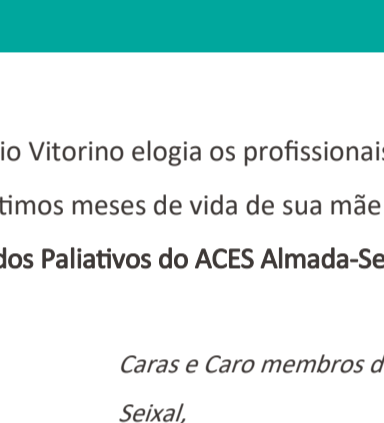 io Vitorino elogia os profissionais
timos meses de vida de sua mãe
dos Paliativos do ACES Almada-Se
Caras e Caro membros d
Seixal,